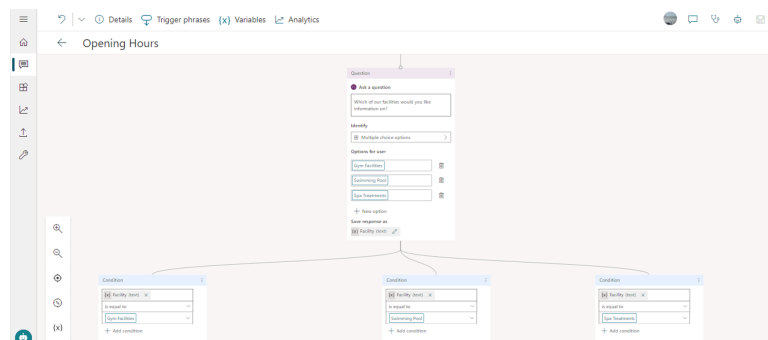 Details
Trigger phrases
{x} Variables
Analytics
Opening Hours
Question
Ask a question
Which of our facilities would you like
information on?
Identify
Multiple choice options
Options for user
Gym Facilities
Swimming Pool
Spa Treatments
+ New option
Save response as
{x} Facility (text)
Condition
{x} Facility (text) ×
is equal to
Gym Facilities
+ Add condition
Condition
{x} Facility (text) ×
is equal to
Swimming Pool
+ Add condition
Condition
{x} Facility (text) ×
is equal to
Spa Treatments
+ Add condition
{x}